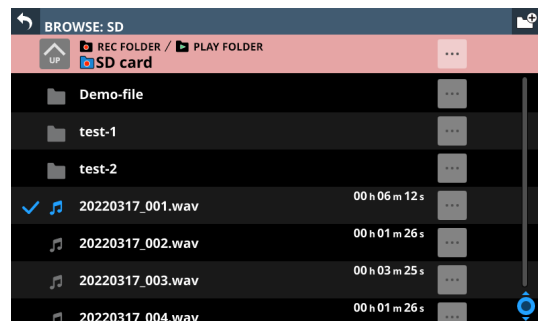 BROWSE: SD
REC FOLDER / PLAY FOLDER
UP
SD card
Demo-file
test-1
test-2
20220317_001.wav 00 h 06 m 12 s
20220317_002.wav 00 h 01 m 26 s
20220317_003.wav 00 h 03 m 25 s
20220317_004.wav 00 h 01 m 26 s